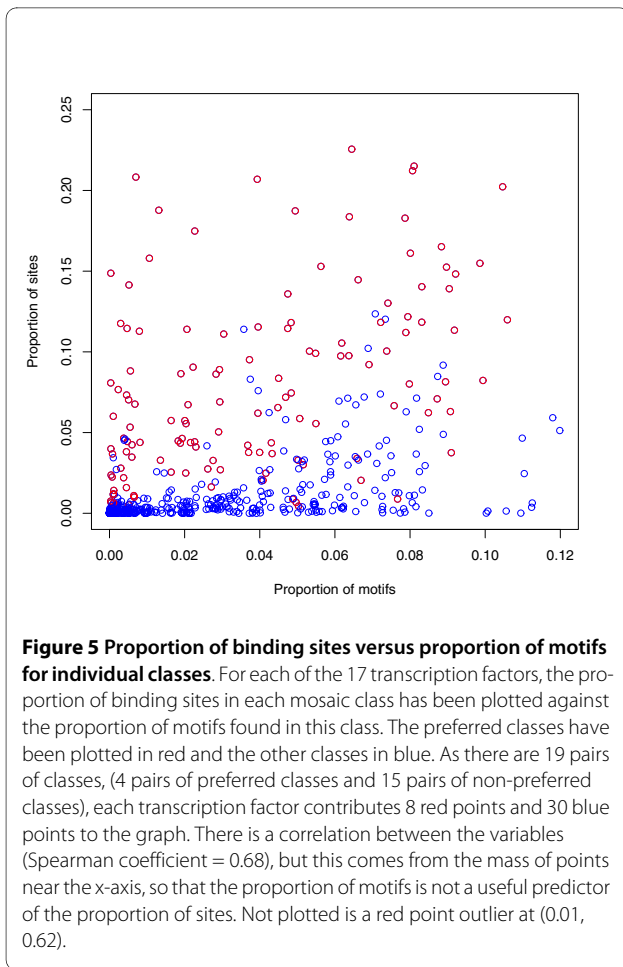 0.25
0.20
0.15
0.10
0.05
0.00
Proportion of sites
0.00 0.02 0.04 0.06 0.08 0.10 0.12
Proportion of motifs
Figure 5 Proportion of binding sites versus proportion of motifs
for individual classes. For each of the 17 transcription factors, the pro-
portion of binding sites in each mosaic class has been plotted against
the proportion of motifs found in this class. The preferred classes have
been plotted in red and the other classes in blue. As there are 19 pairs
of classes, (4 pairs of preferred classes and 15 pairs of non-preferred
classes), each transcription factor contributes 8 red points and 30 blue
points to the graph. There is a correlation between the variables
(Spearman coefficient = 0.68), but this comes from the mass of points
near the x-axis, so that the proportion of motifs is not a useful predictor
of the proportion of sites. Not plotted is a red point outlier at (0.01,
0.62).